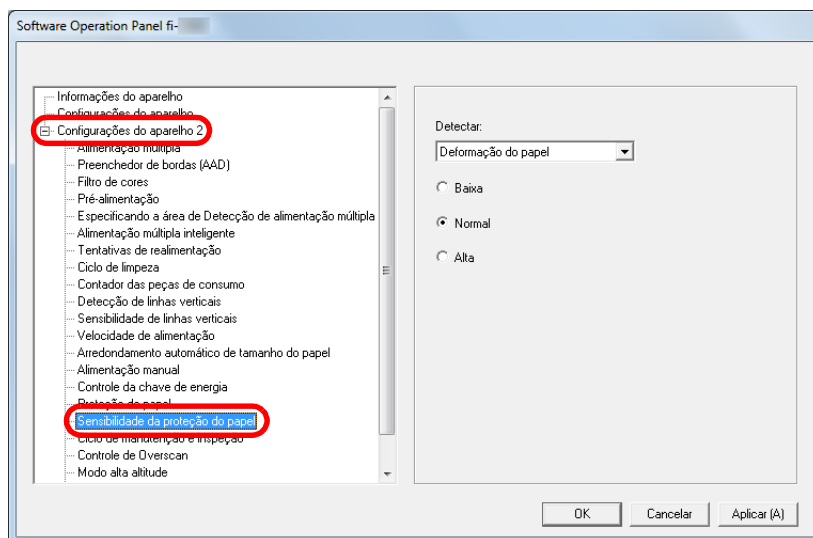 Software Operation Panel fi-
Informações do aparelho
Configurações do aparelho
Configurações do aparelho 2
Alimentação múltipla
Preenchedor de bordas (AAD)
Filtro de cores
Pré-alimentação
Especificando a área de Detecção de alimentação múltipla
Alimentação múltipla inteligente
Tentativas de realimentação
Ciclo de limpeza
Contador das peças de consumo
Detecção de linhas verticais
Sensibilidade de linhas verticais
Velocidade de alimentação
Arredondamento automático de tamanho do papel
Alimentação manual
Controle da chave de energia
Proteção do papel
Sensibilidade da proteção do papel
Ciclo de manutenção e inspeção
Controle de Overscan
Modo alta altitude
Detectar:
Deformação do papel
Baixa
Normal
Alta
OK Cancelar Aplicar (A)